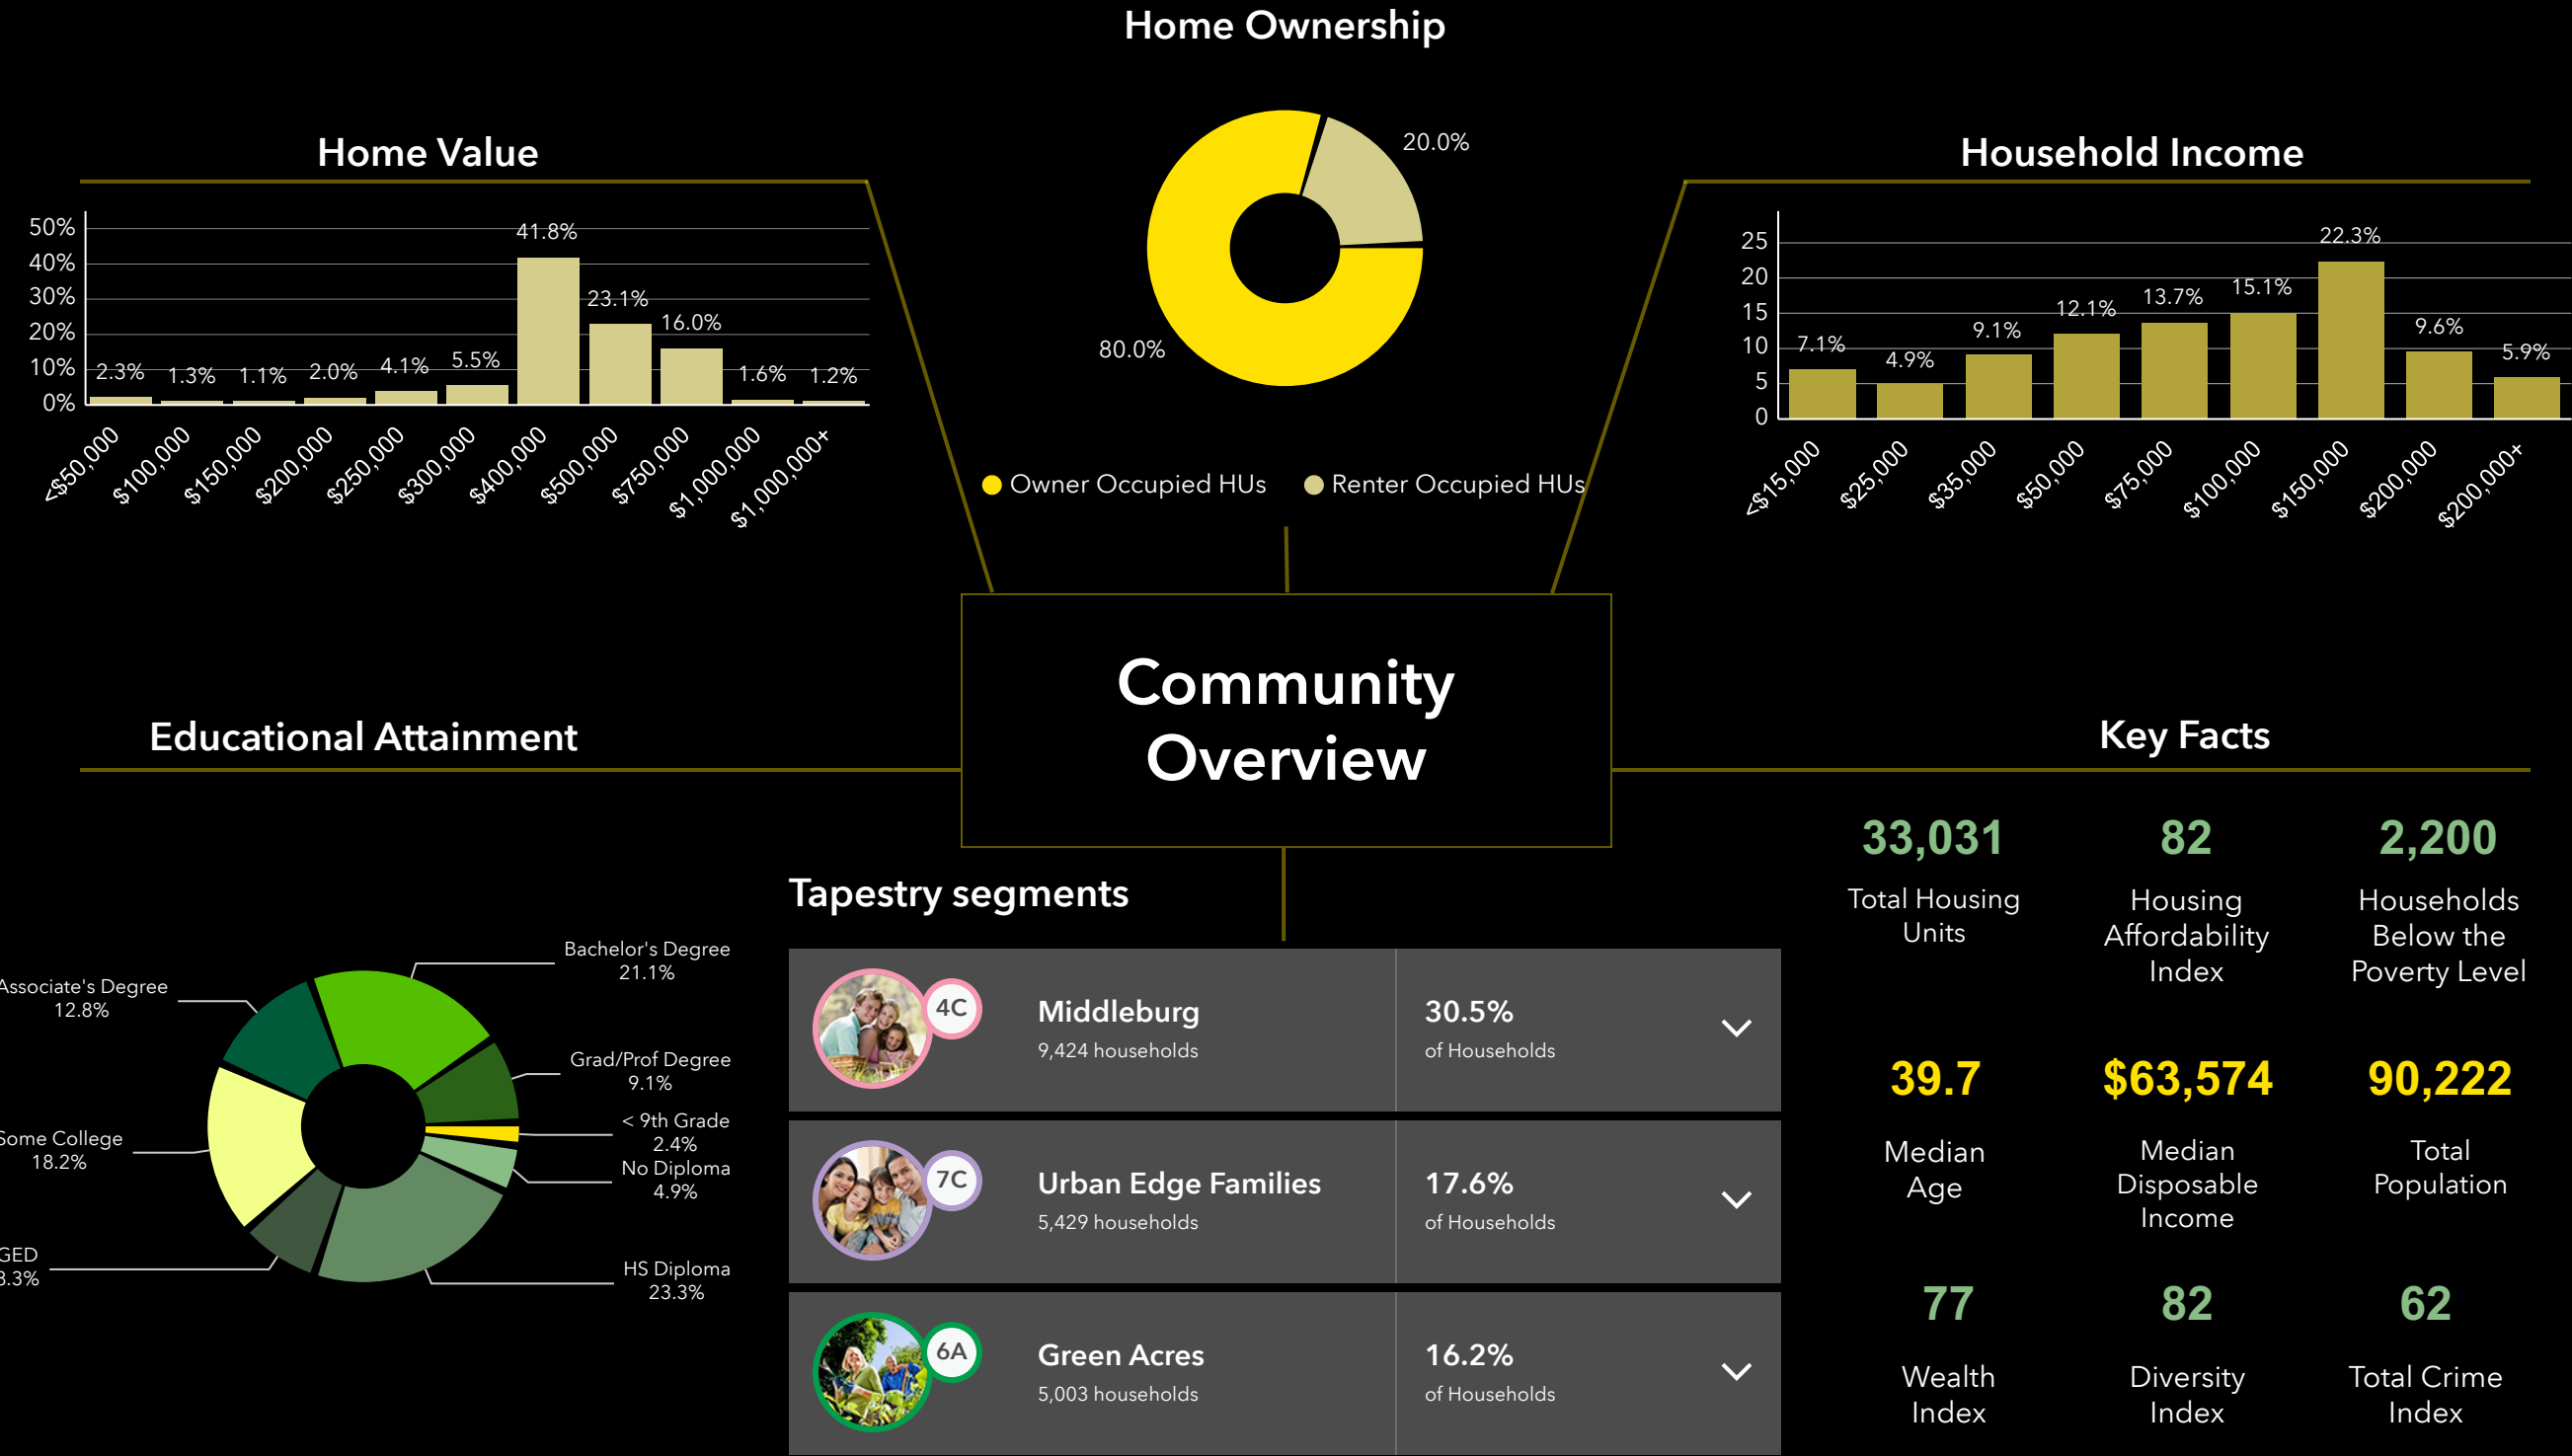 Home Ownership
20.0%
80.0%
Owner Occupied HUs
Renter Occupied HUs
Home Value
50%
40%
30%
20%
10%
0%
2.3%
1.3%
1.1%
2.0%
4.1%
5.5%
41.8%
23.1%
16.0%
1.6%
1.2%
<$50,000
$100,000
$150,000
$200,000
$250,000
$300,000
$400,000
$500,000
$750,000
$1,000,000
$1,000,000+
Household Income
25
20
15
10
5
0
7.1%
4.9%
9.1%
12.1%
13.7%
15.1%
22.3%
9.6%
5.9%
<$15,000
$25,000
$35,000
$50,000
$75,000
$100,000
$150,000
$200,000
$200,000+
Community
Overview
Educational Attainment
Bachelor's Degree
21.1%
Associate's Degree
12.8%
Grad/Prof Degree
9.1%
< 9th Grade
2.4%
No Diploma
4.9%
Some College
18.2%
GED
HS Diploma
23.3%
Tapestry segments
4C
Middleburg
9,424 households
30.5%
of Households
7C
Urban Edge Families
5,429 households
17.6%
of Households
6A
Green Acres
5,003 households
16.2%
of Households
Key Facts
33,031
Total Housing
Units
82
Housing
Affordability
Index
2,200
Households
Below the
Poverty Level
39.7
Median
Age
$63,574
Median
Disposable
Income
90,222
Total
Population
77
Wealth
Index
82
Diversity
Index
62
Total Crime
Index